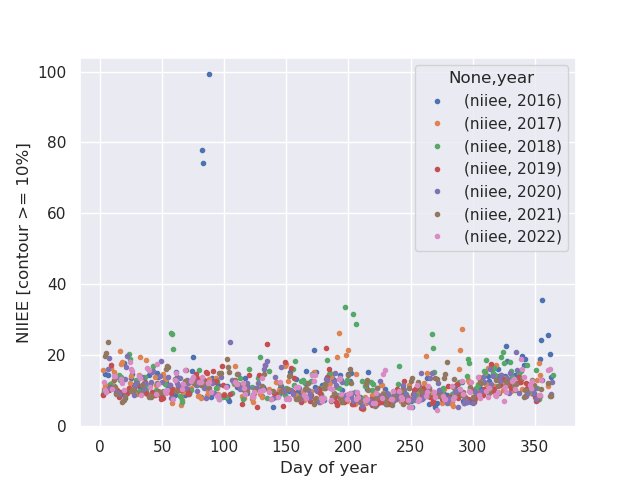 None,year
(niiee, 2016)
(niiee, 2017)
(niiee, 2018)
(niiee, 2019)
(niiee, 2020)
(niiee, 2021)
(niiee, 2022)
NIIEE [contour >= 10%]
100
80
60
40
20
0
0 50 100 150 200 250 300 350
Day of year